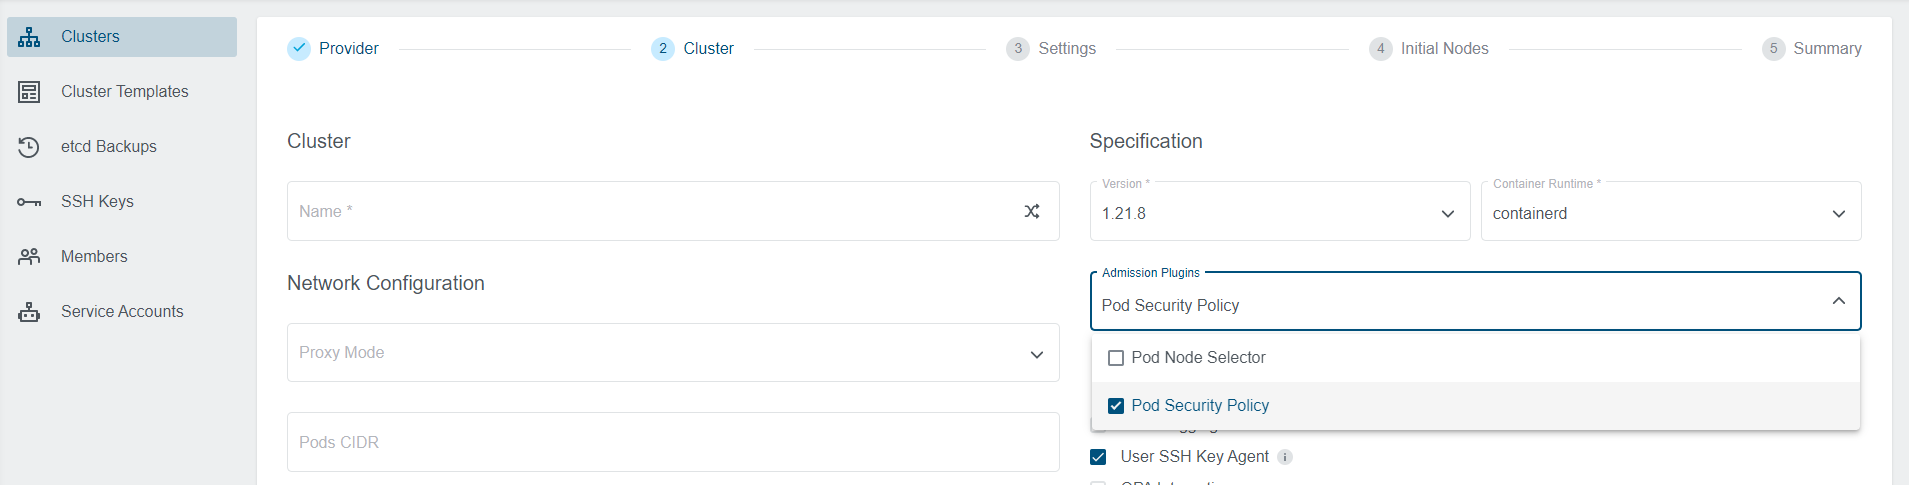 Clusters
Cluster Templates
etcd Backups
SSH Keys
Members
Service Accounts
Provider
2 Cluster
3 Settings
4 Initial Nodes
5 Summary
Cluster
Name *
Network Configuration
Proxy Mode
Pods CIDR
Specification
Version *
1.21.8
Container Runtime *
containerd
Admission Plugins
Pod Security Policy
Pod Node Selector
Pod Security Policy
User SSH Key Agent i